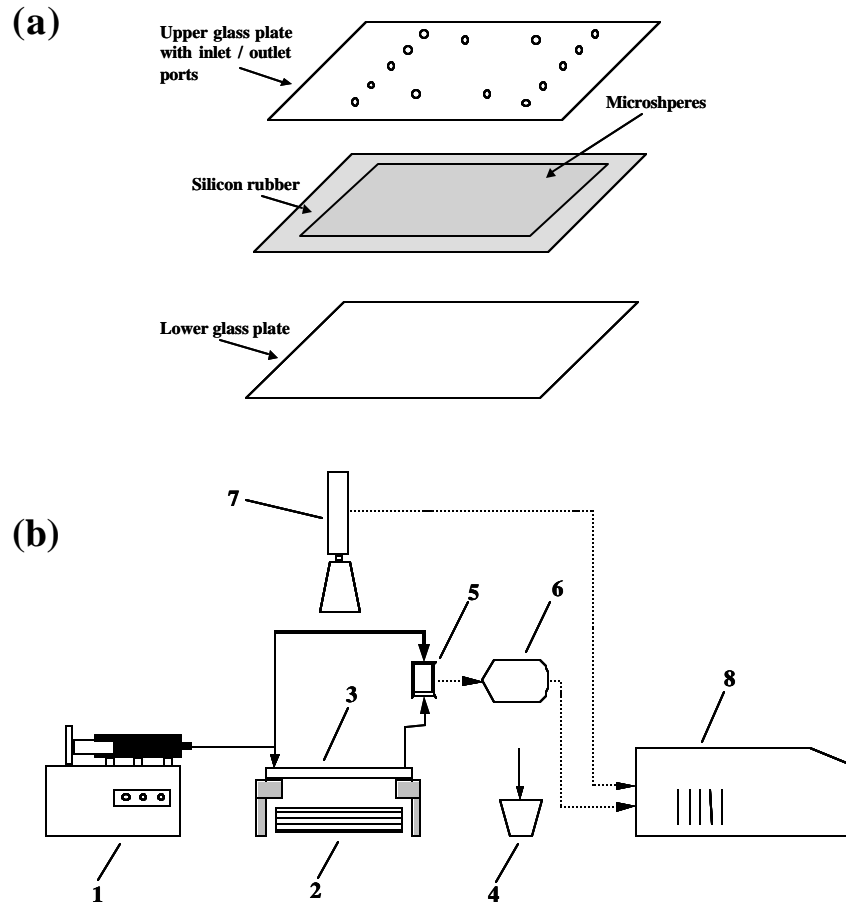 (a)
Upper glass plate
with inlet / outlet
ports
Microshperes
Silicon rubber
Lower glass plate
(b)
7
5
6
3
8
1
2
4